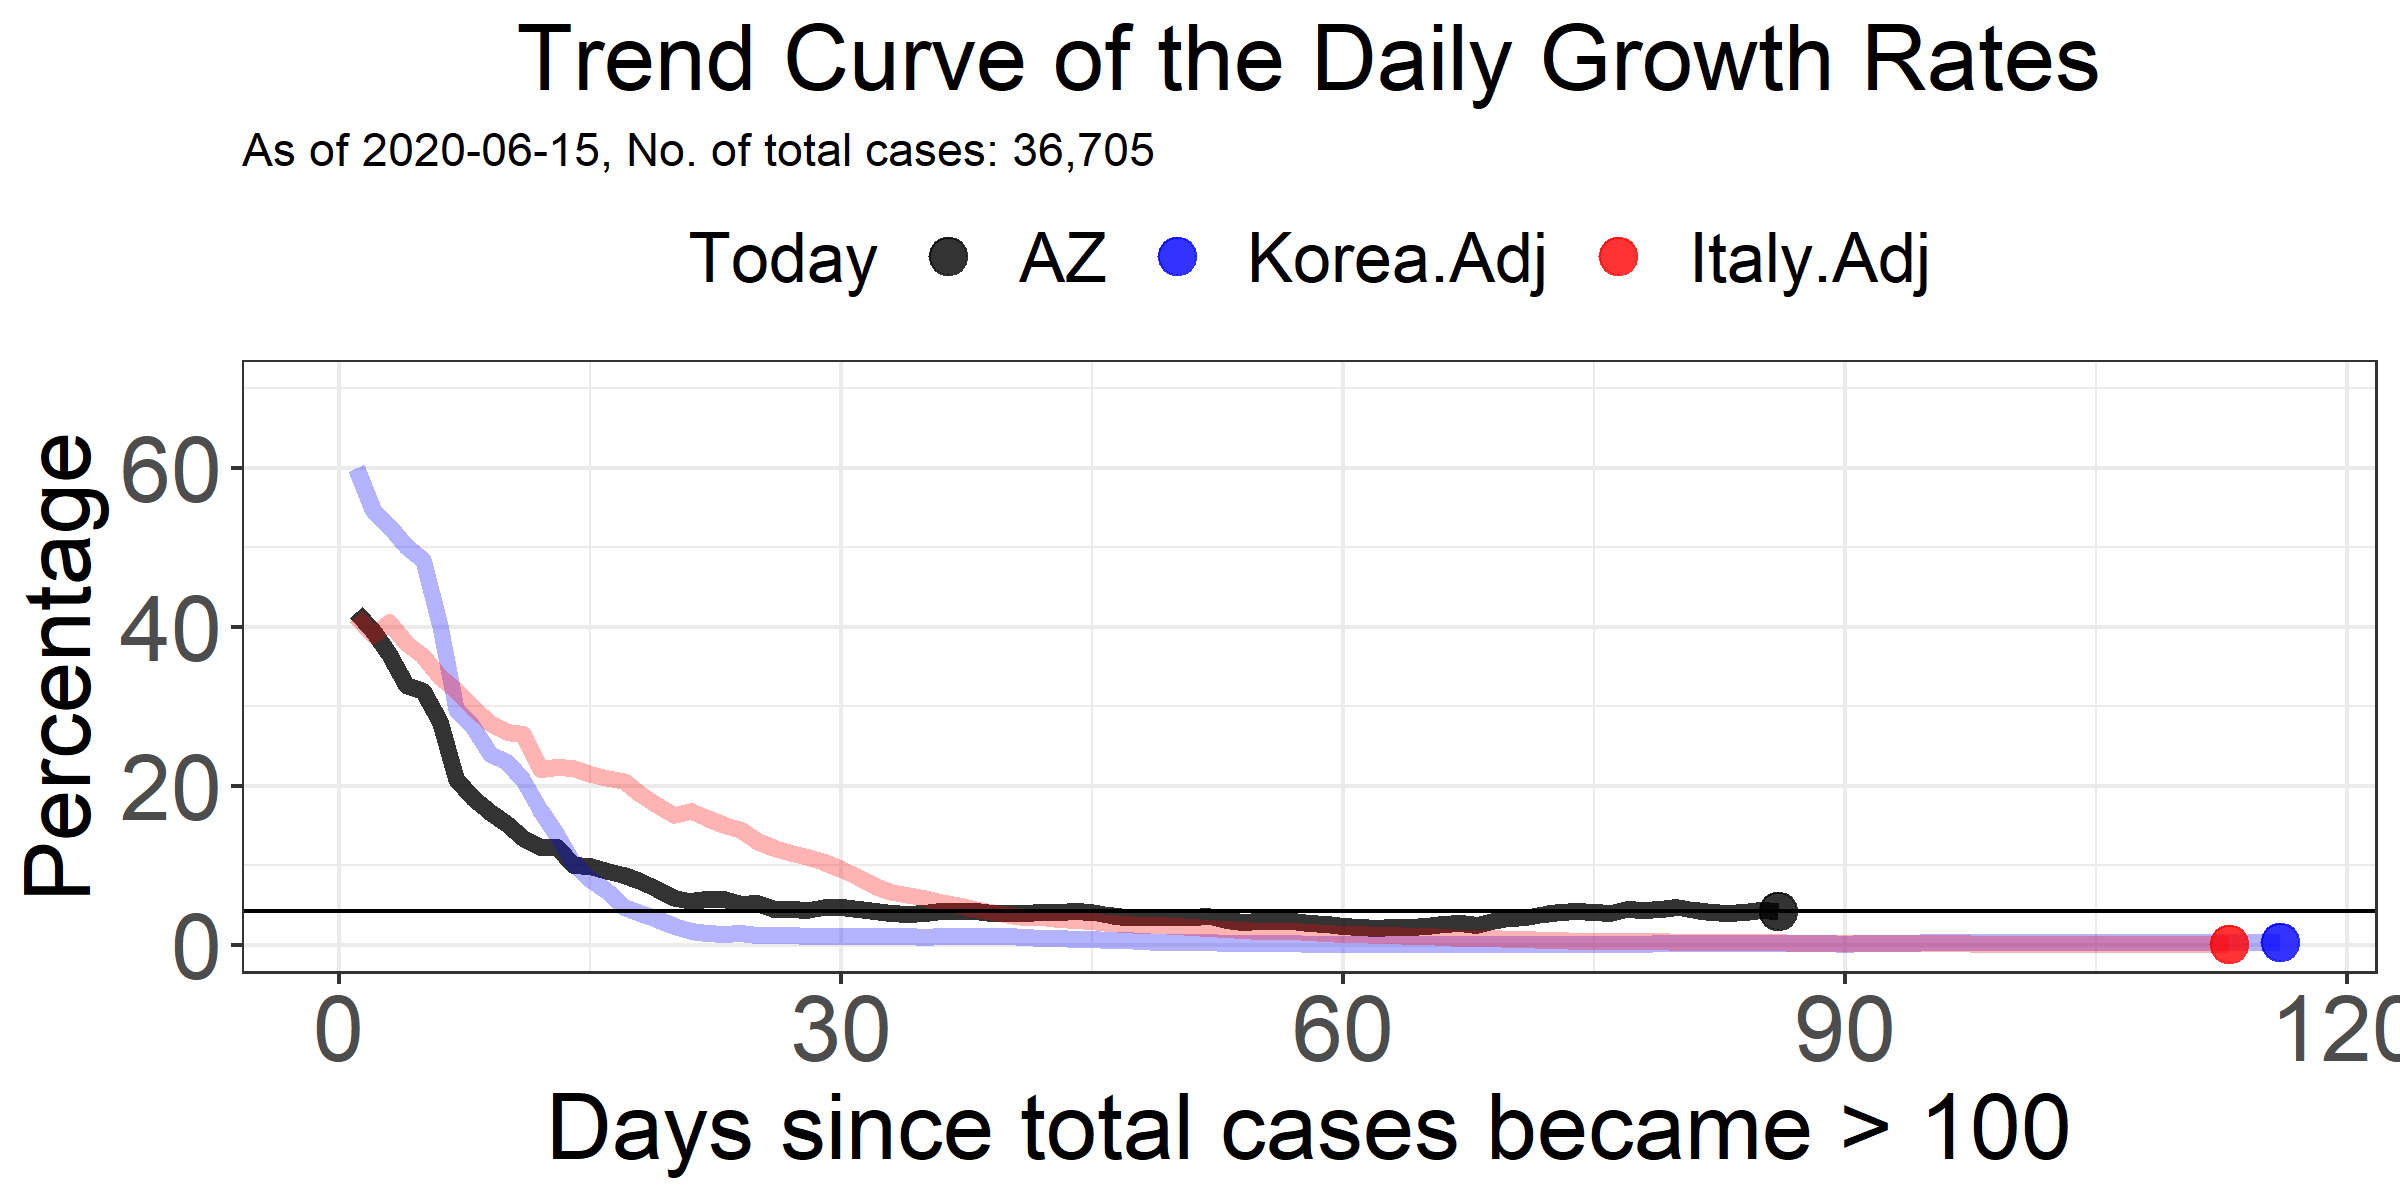 Trend Curve of the Daily Growth Rates
As of 2020-06-15, No. of total cases: 36,705
Today AZ Korea.Adj Italy.Adj
Percentage
60
40
20
0
0 30 60 90 120
Days since total cases became > 100